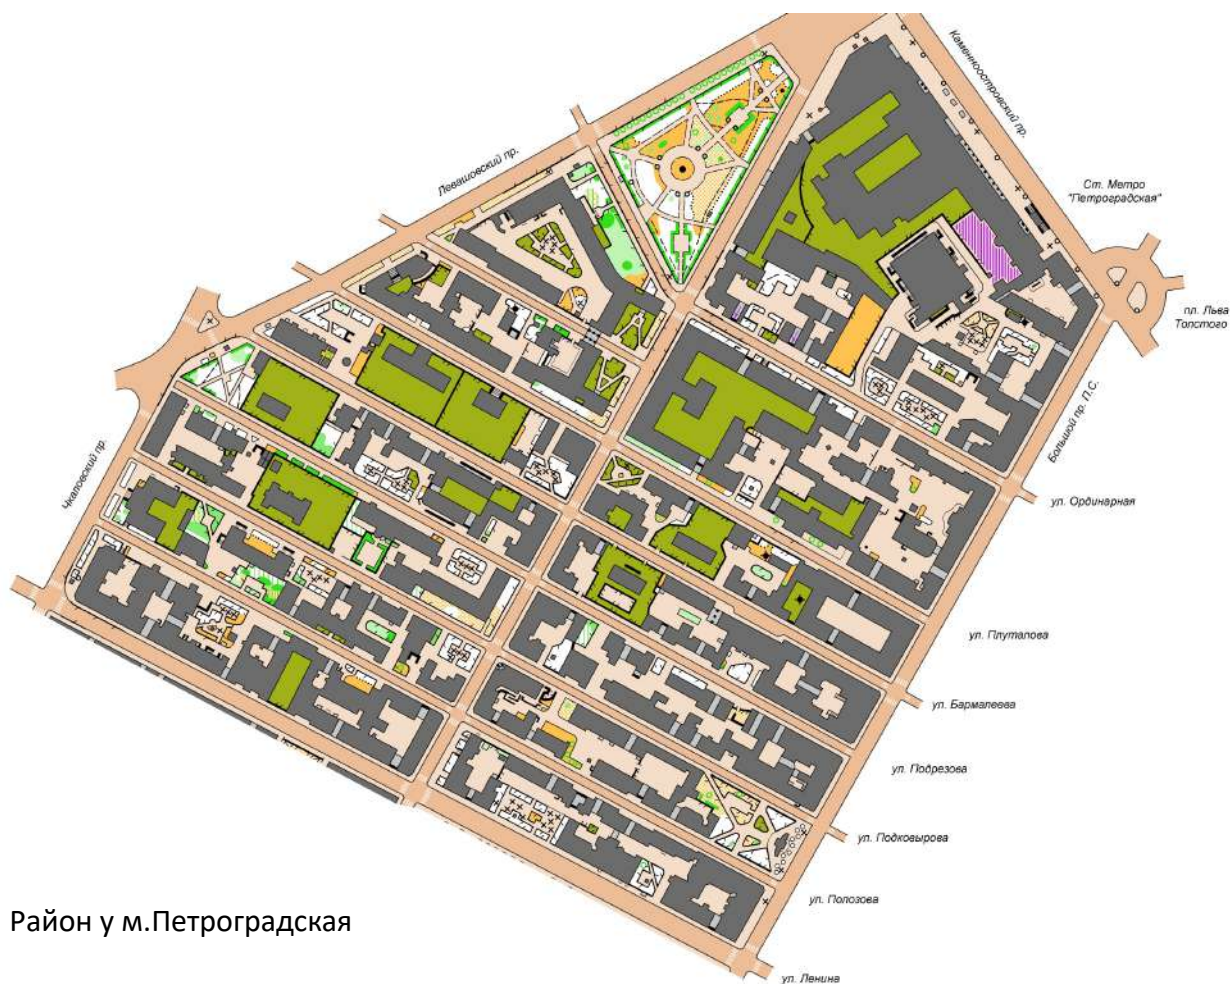 Каменноостровский пр.
Левашовский пр.
Ст. Метро
"Петроградская"
пл. Льва
Толстого
Большой пр. П.С.
Чкаловский пр.
ул. Ординарная
ул. Плуталова
ул. Бармалеева
ул. Подрезова
ул. Подковырова
ул. Полозова
Район у м.Петроградская
ул. Ленина